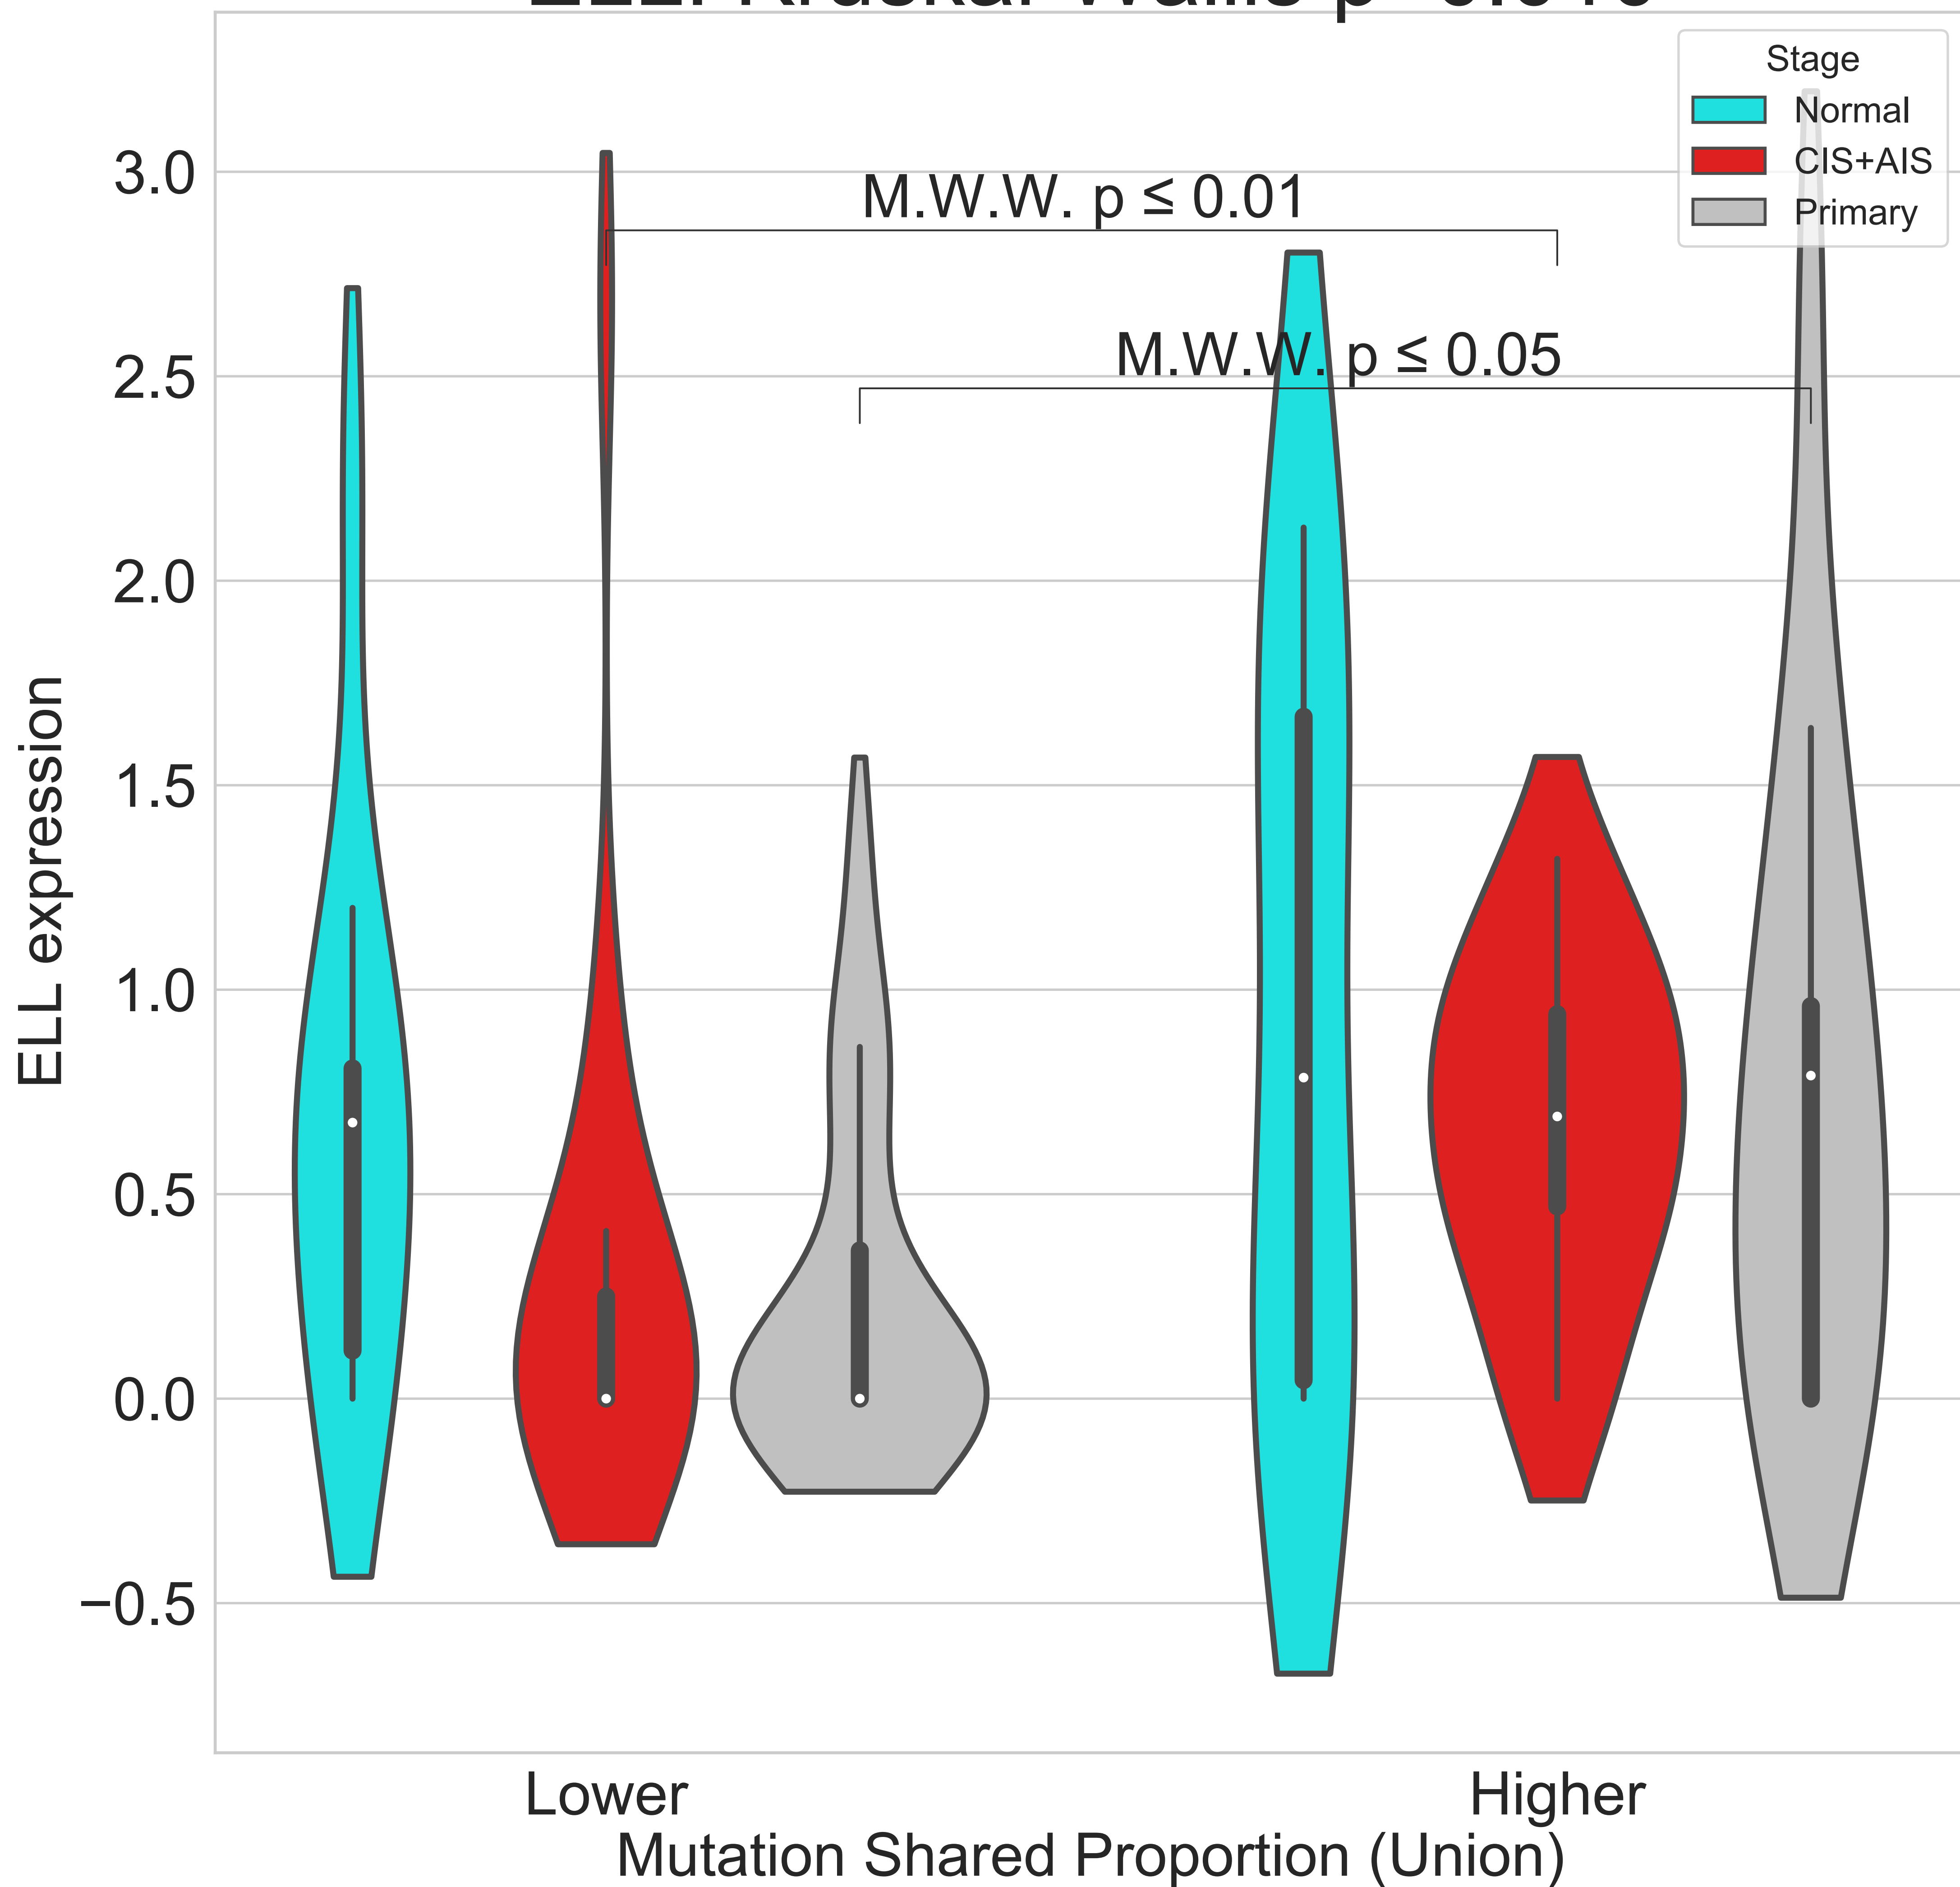 Stage
Normal
CIS+AIS
Primary
M.W.W. p ≤ 0.01
M.W.W. p ≤ 0.05
3.0
2.5
2.0
1.5
1.0
0.5
0.0
−0.5
ELL expression
Lower
Higher
Mutation Shared Proportion (Union)